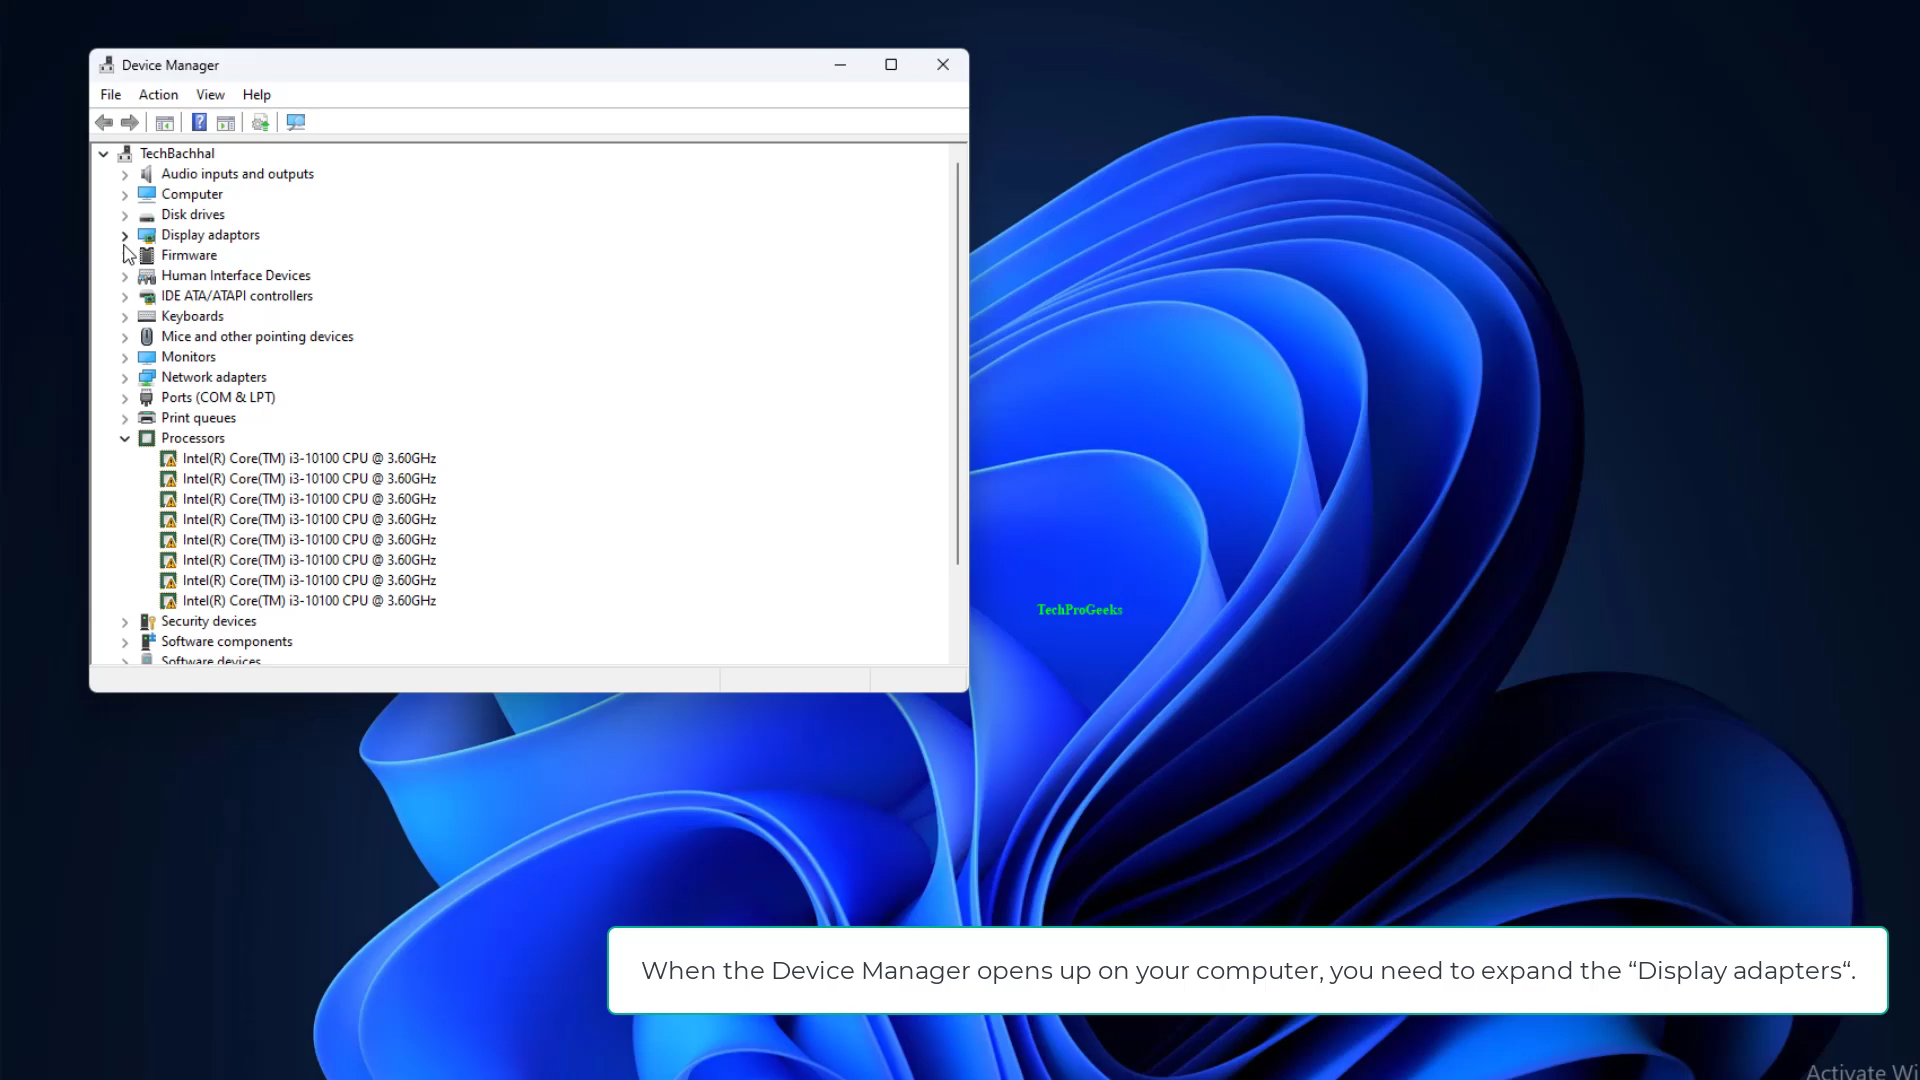 Device Manager
File Action View Help
TechBachhal
Audio inputs and outputs
Computer
Disk drives
Display adaptors
Firmware
Human Interface Devices
IDE ATA/ATAPI controllers
Keyboards
Mice and other pointing devices
Monitors
Network adapters
Ports (COM & LPT)
Print queues
Processors
Intel(R) Core(TM) i3-10100 CPU @ 3.60GHz
Intel(R) Core(TM) i3-10100 CPU @ 3.60GHz
Intel(R) Core(TM) i3-10100 CPU @ 3.60GHz
Intel(R) Core(TM) i3-10100 CPU @ 3.60GHz
Intel(R) Core(TM) i3-10100 CPU @ 3.60GHz
Intel(R) Core(TM) i3-10100 CPU @ 3.60GHz
Intel(R) Core(TM) i3-10100 CPU @ 3.60GHz
Intel(R) Core(TM) i3-10100 CPU @ 3.60GHz
Security devices
Software components
Software devices
TechProGeeks
When the Device Manager opens up on your computer, you need to expand the “Display adapters“.
Activate Wi